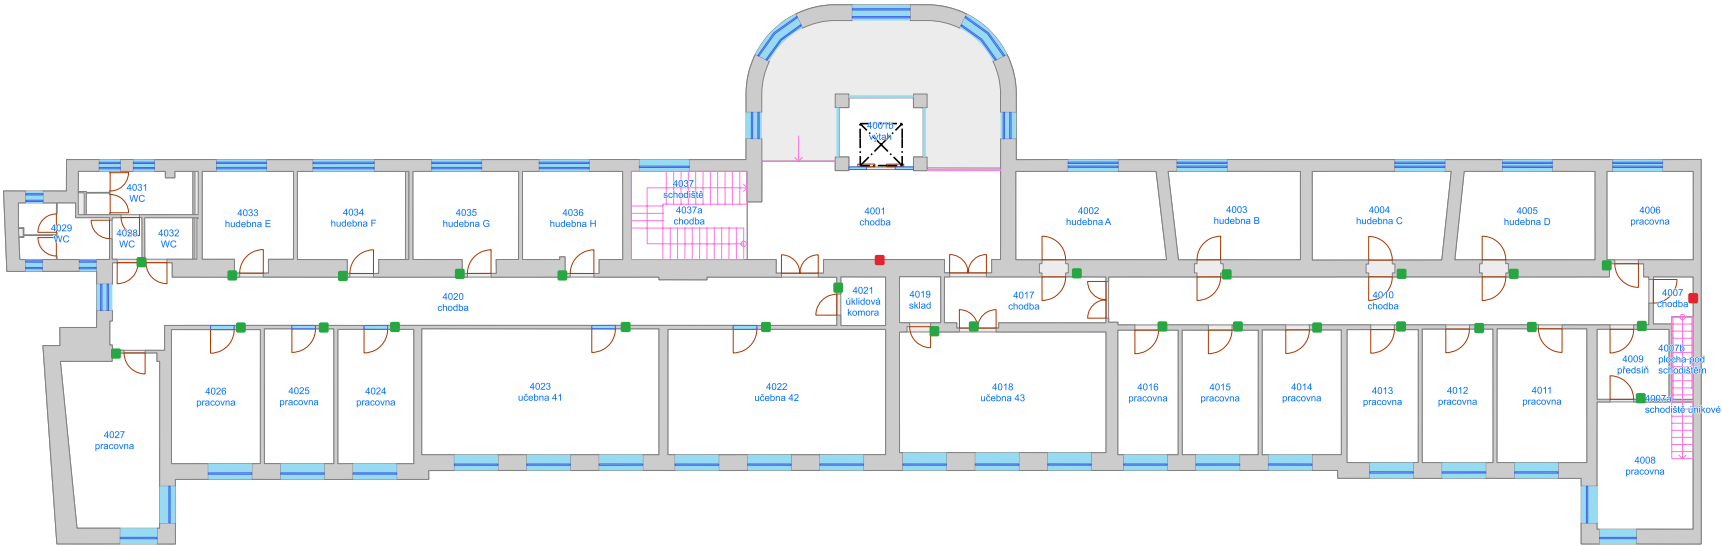 4001b
výtah
4031
WC
4037
schodiště
4033
hudebna E
4034
hudebna F
4035
hudebna G
4036
hudebna H
4037a
chodba
4001
chodba
4002
hudebna A
4003
hudebna B
4004
hudebna C
4005
hudebna D
4006
pracovna
4029
WC
4028
WC
4032
WC
4020
chodba
4021
úklidová
komora
4019
sklad
4017
chodba
4010
chodba
4007
chodba
4007b
plocha pod
schodištěm
4009
předsíň
4026
pracovna
4025
pracovna
4024
pracovna
4023
učebna 41
4022
učebna 42
4018
učebna 43
4016
pracovna
4015
pracovna
4014
pracovna
4013
pracovna
4012
pracovna
4011
pracovna
4007a
schodiště únikové
4027
pracovna
4008
pracovna